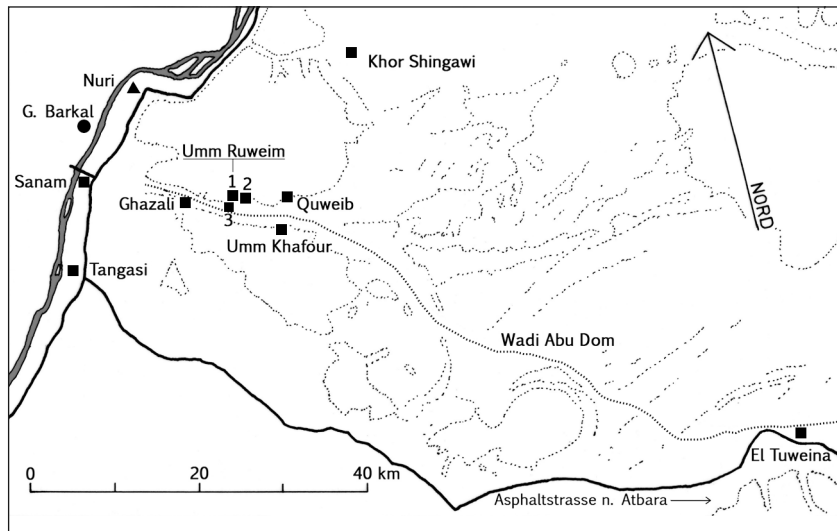 Khor Shingawi
Nuri
G. Barkal
NORD
Umm Ruweim
Sanam
1
2
Ghazali
3
Quweib
Umm Khafour
Tangasi
Wadi Abu Dom
El Tuweina
0
20
40 km
Asphaltstrasse n. Atbara